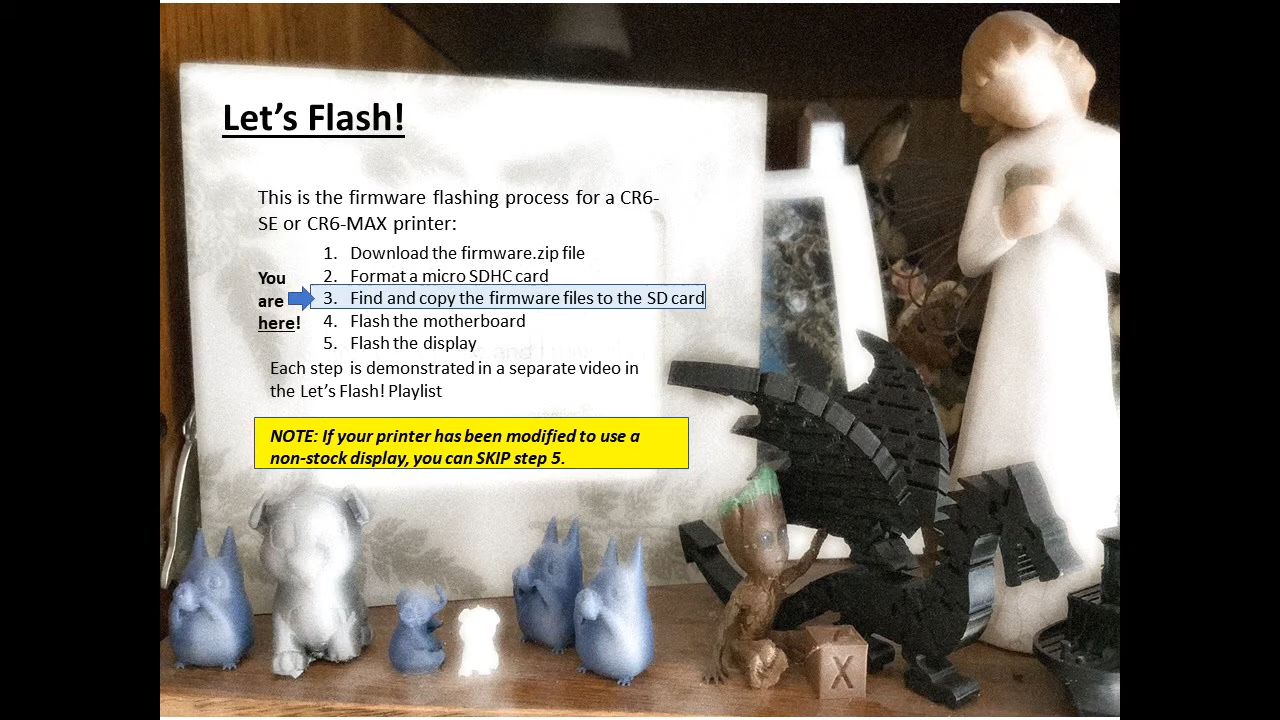 Let's Flash!
This is the firmware flashing process for a CR6-
SE or CR6-MAX printer:
1. Download the firmware.zip file
2. Format a micro SDHC card
You
are
here!
3. Find and copy the firmware files to the SD card
4. Flash the motherboard
5. Flash the display
Each step is demonstrated in a separate video in
the Let's Flash! Playlist
NOTE: If your printer has been modified to use a
non-stock display, you can SKIP step 5.
X